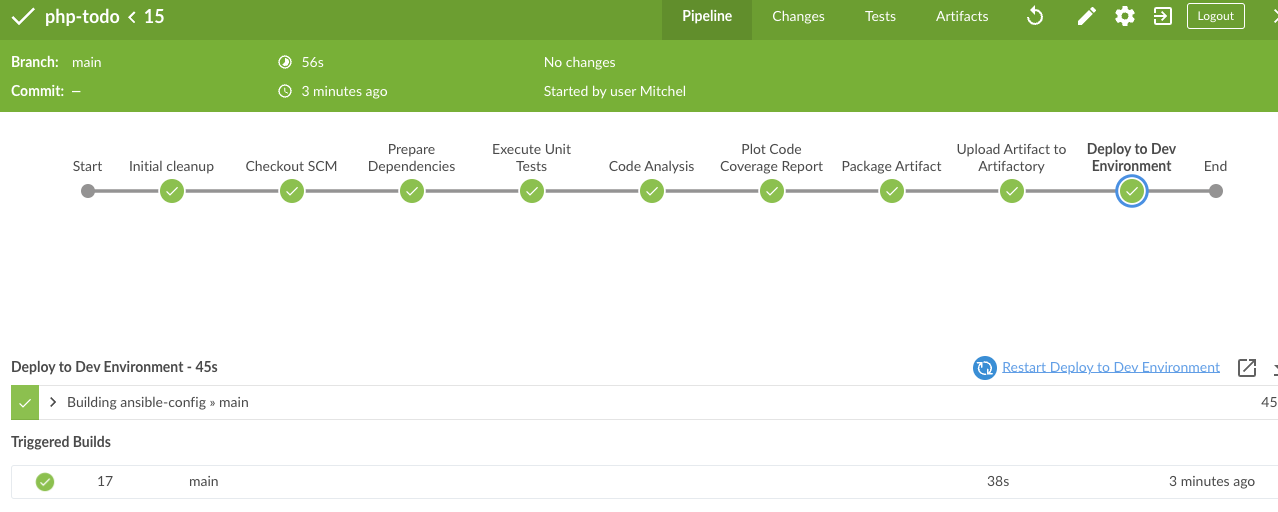 php-todo < 15
Pipeline Changes Tests Artifacts Logout
Branch: main 56s No changes
Commit: — 3 minutes ago Started by user Mitchel
Start
Initial cleanup
Checkout SCM
Prepare
Dependencies
Execute Unit
Tests
Code Analysis
Plot Code
Coverage Report
Package Artifact
Upload Artifact to
Artifactory
Deploy to Dev
Environment
End
Deploy to Dev Environment - 45s Restart Deploy to Dev Environment
Building ansible-config » main 45
Triggered Builds
17 main 38s 3 minutes ago